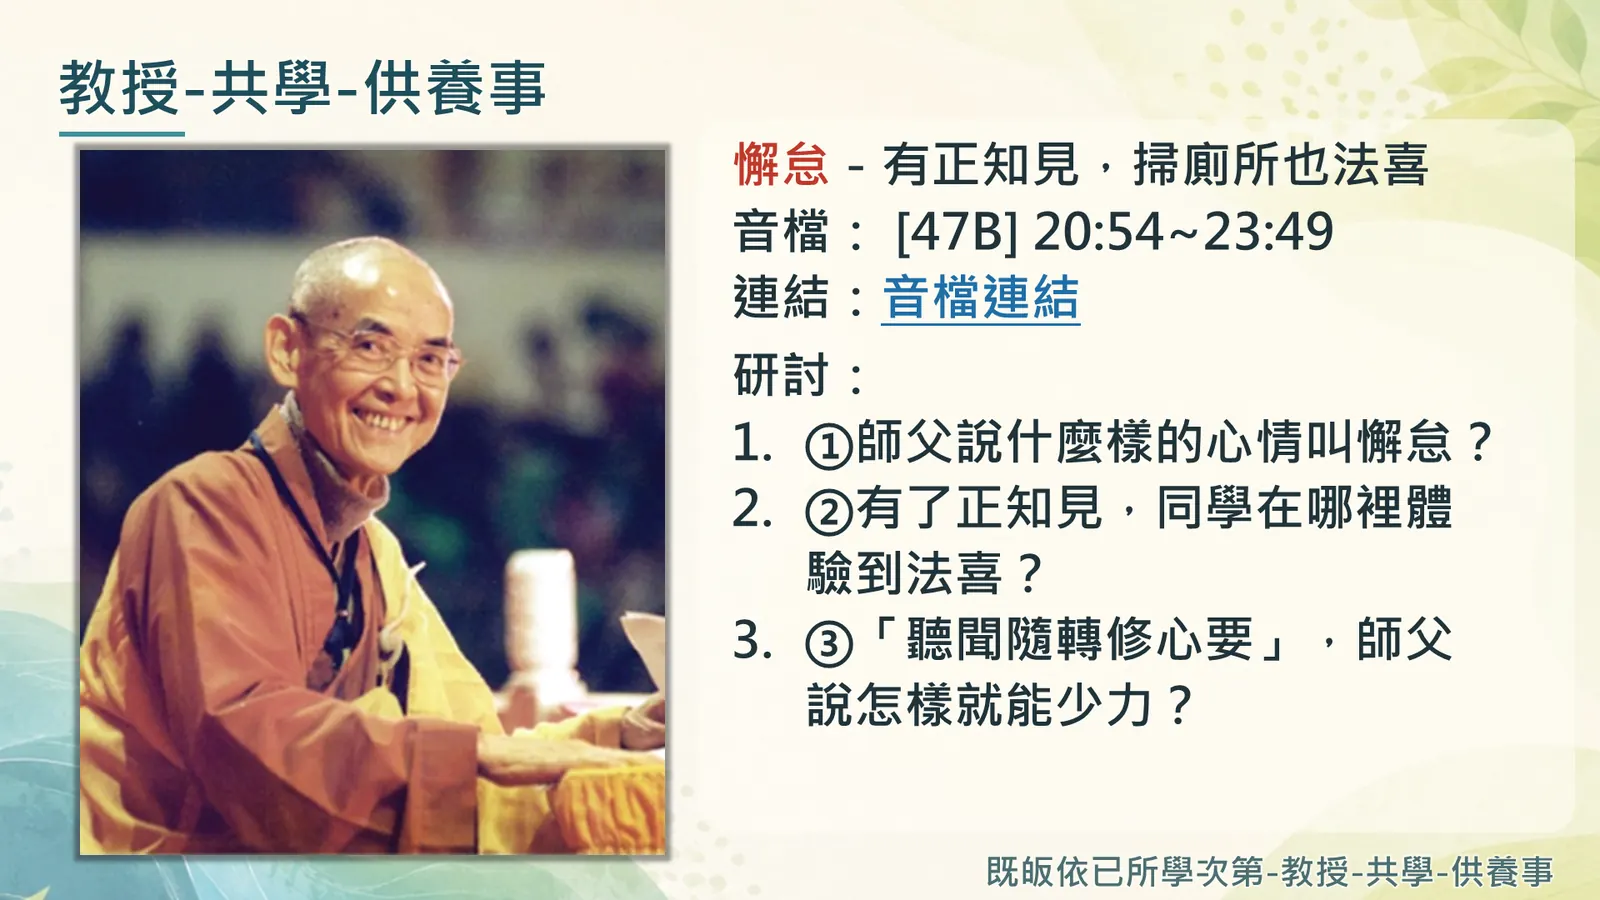 教授-共學-供養事
懈怠 - 有正知見，掃廁所也法喜
音檔： [47B] 20:54~23:49
連結：音檔連結
研討：
1. ①師父說什麼樣的心情叫懈怠？
2. ②有了正知見，同學在哪裡體
驗到法喜？
3. ③「聽聞隨轉修心要」，師父
說怎樣就能少力？
既皈依已所學次第-教授-共學-供養事